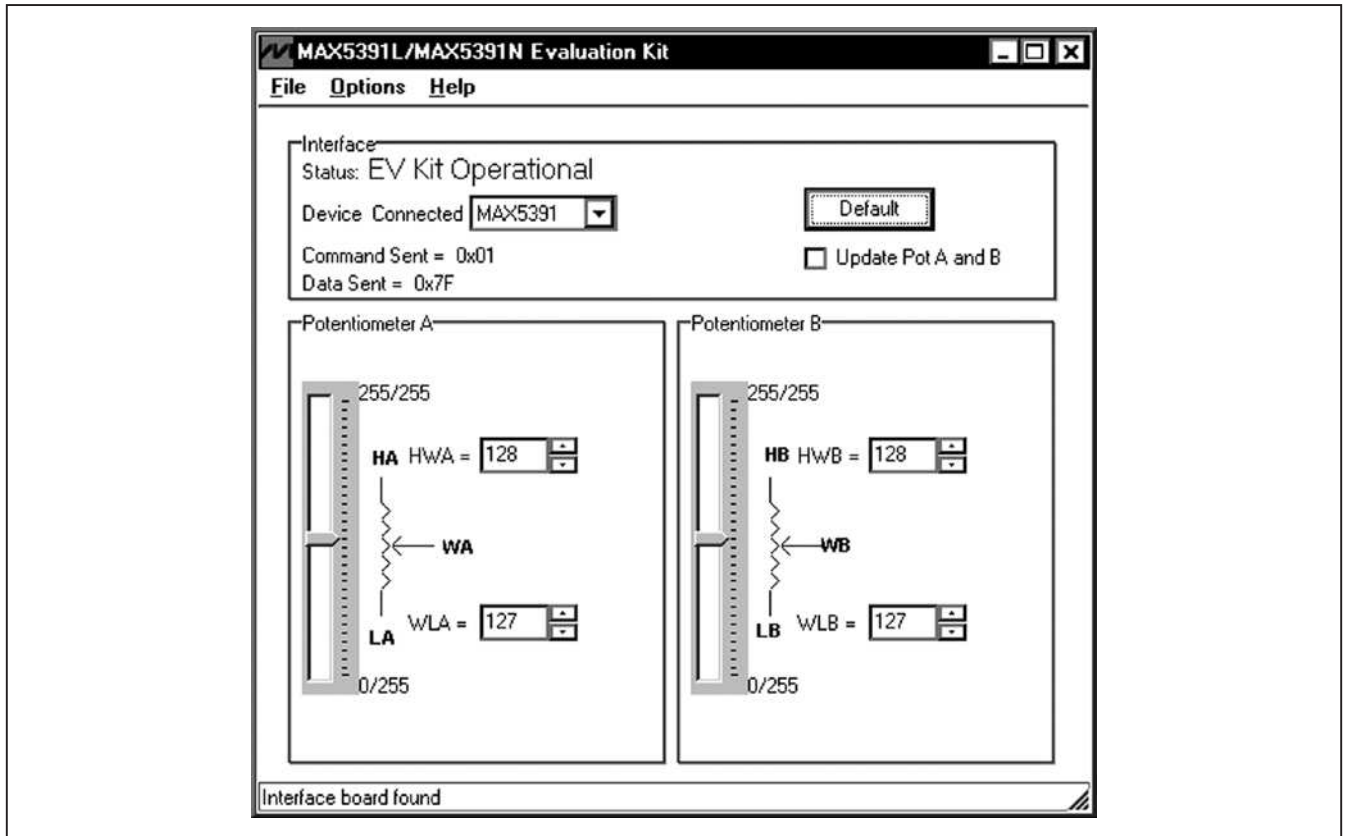 MAX5391L/MAX5391N Evaluation Kit
File Options Help
Interface
Status: EV Kit Operational
Device Connected MAX5391
Default
Command Sent = 0x01
Update Pot A and B
Data Sent = 0x7F
Potentiometer A
255/255
HA HWA = 128
WA
LA WLA = 127
0/255
Potentiometer B
255/255
HB HWB = 128
WB
LB WLB = 127
0/255
Interface board found